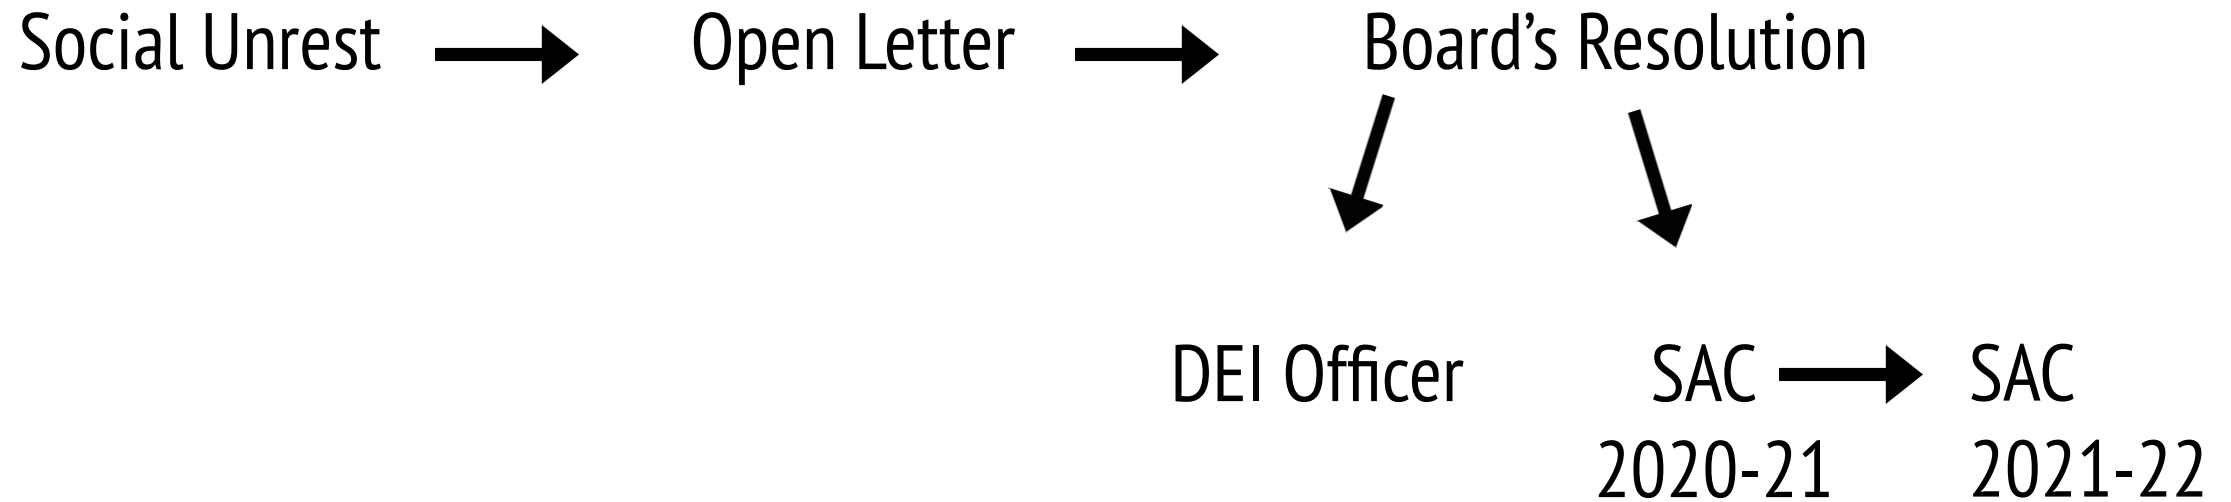 Social Unrest
Open Letter
Board’s Resolution
DEI Officer
SAC
2020-21
SAC
2021-22